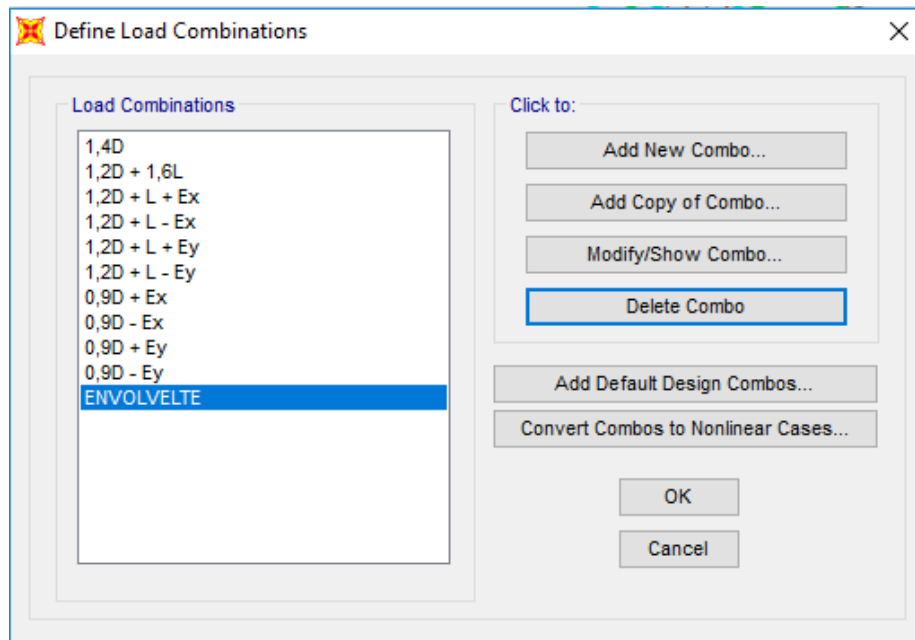 Define Load Combinations
Load Combinations
1,4D
1,2D + 1,6L
1,2D + L + Ex
1,2D + L - Ex
1,2D + L + Ey
1,2D + L - Ey
0,9D + Ex
0,9D - Ex
0,9D + Ey
0,9D - Ey
ENVOLVELTE
Click to:
Add New Combo...
Add Copy of Combo...
Modify/Show Combo...
Delete Combo
Add Default Design Combos...
Convert Combos to Nonlinear Cases...
OK
Cancel